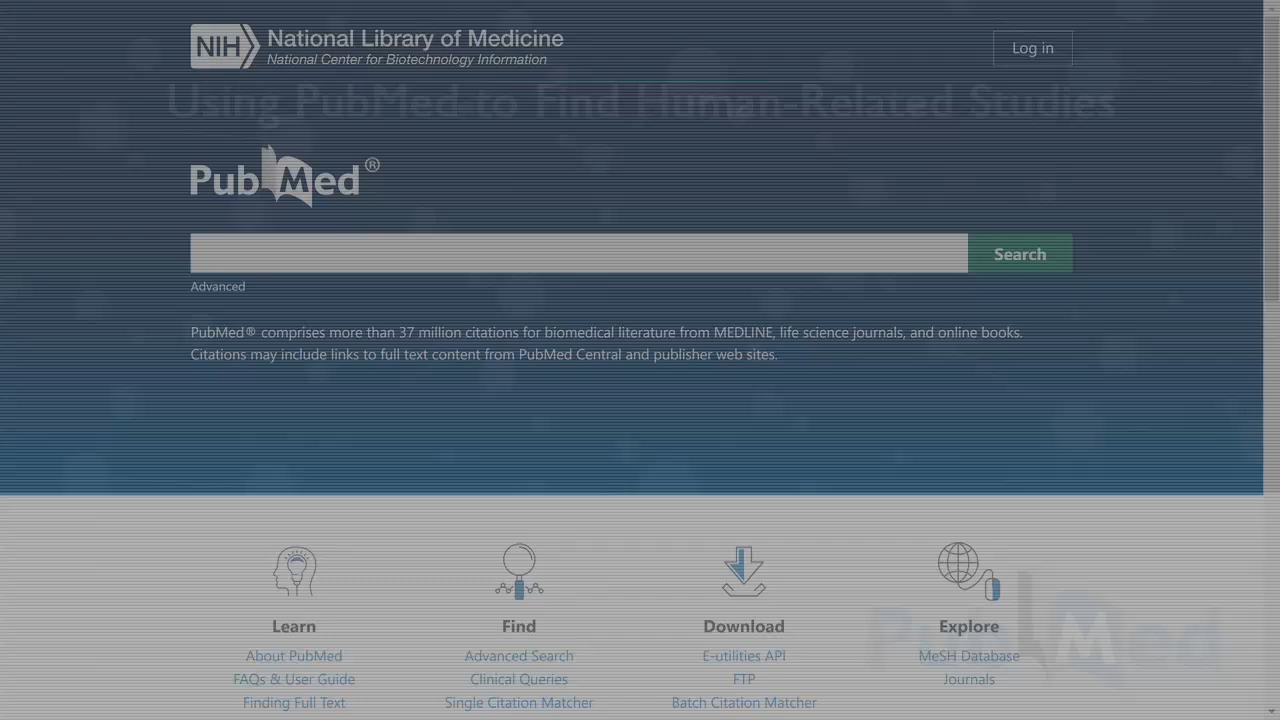 NIH National Library of Medicine
National Center for Biotechnology Information
Log in
Using PubMed to Find Human-Related Studies
PubMed®
Search
Advanced
PubMed® comprises more than 37 million citations for biomedical literature from MEDLINE, life science journals, and online books.
Citations may include links to full text content from PubMed Central and publisher web sites.
Learn
About PubMed
FAQs & User Guide
Finding Full Text
Find
Advanced Search
Clinical Queries
Single Citation Matcher
Download
E-utilities API
FTP
Batch Citation Matcher
Explore
MeSH Database
Journals
PubMed